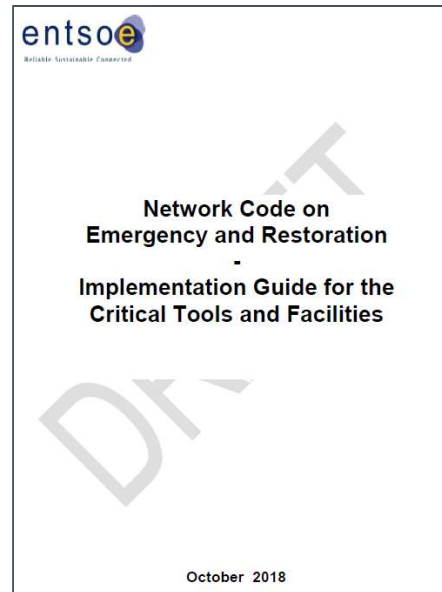 entsoe
Reliable Sustainable Connected
Network Code on
Emergency and Restoration
-
Implementation Guide for the
Critical Tools and Facilities
DRAFT
October 2018